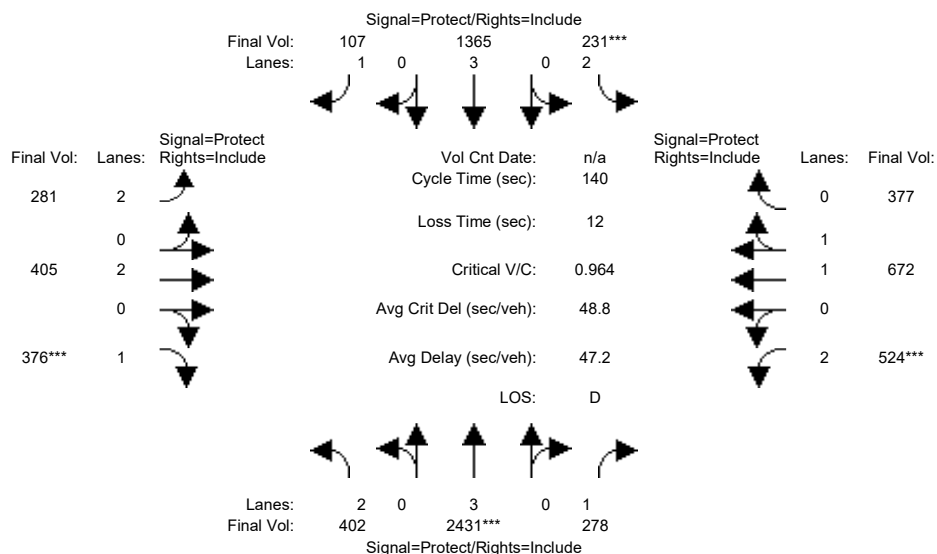 Signal=Protect/Rights=Include
Final Vol: 107 1365 231***
Lanes: 1 0 3 0 2
Signal=Protect
Final Vol: Lanes: Rights=Include
Vol Cnt Date: n/a
Signal=Protect
Rights=Include Lanes: Final Vol:
Cycle Time (sec): 140
281 2
0 377
Loss Time (sec): 12
0
1
405 2
Critical V/C: 0.964
1 672
0
Avg Crit Del (sec/veh): 48.8
0
376*** 1
Avg Delay (sec/veh): 47.2
2 524***
LOS: D
Lanes: 2 0 3 0 1
Final Vol: 402 2431*** 278
Signal=Protect/Rights=Include